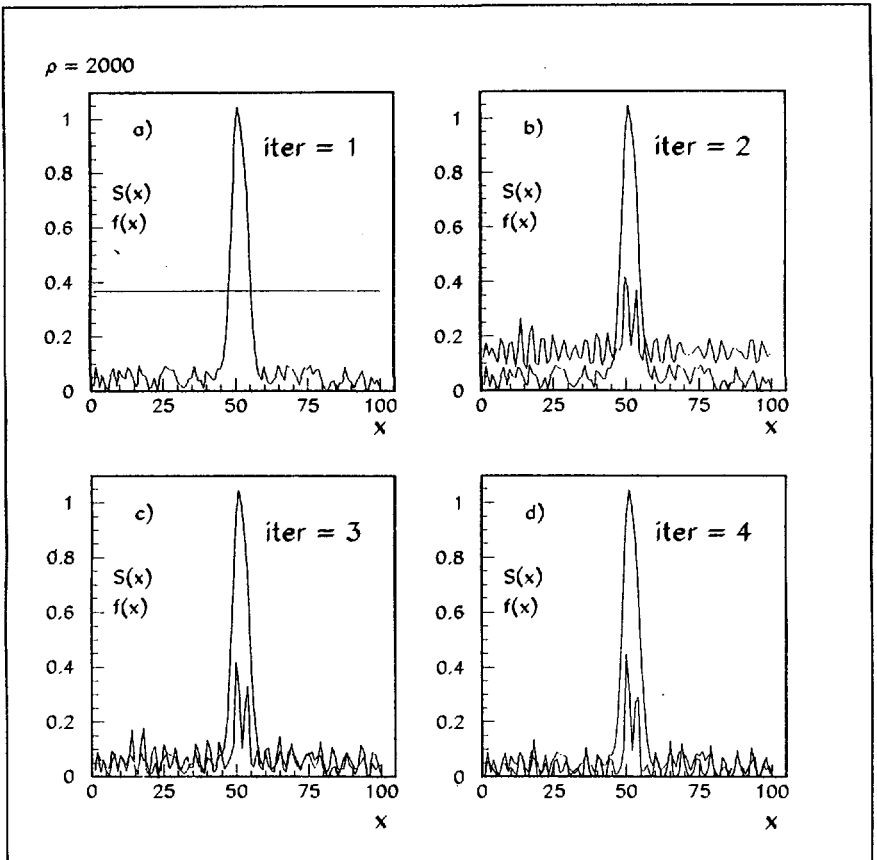 ρ = 2000
a)
iter = 1
S(x)
f(x)
1
0.8
0.6
0.4
0.2
0
0 25 50 75 100
x
b)
iter = 2
S(x)
f(x)
1
0.8
0.6
0.4
0.2
0
0 25 50 75 100
x
c)
iter = 3
S(x)
f(x)
1
0.8
0.6
0.4
0.2
0
0 25 50 75 100
x
d)
iter = 4
S(x)
f(x)
1
0.8
0.6
0.4
0.2
0
0 25 50 75 100
x